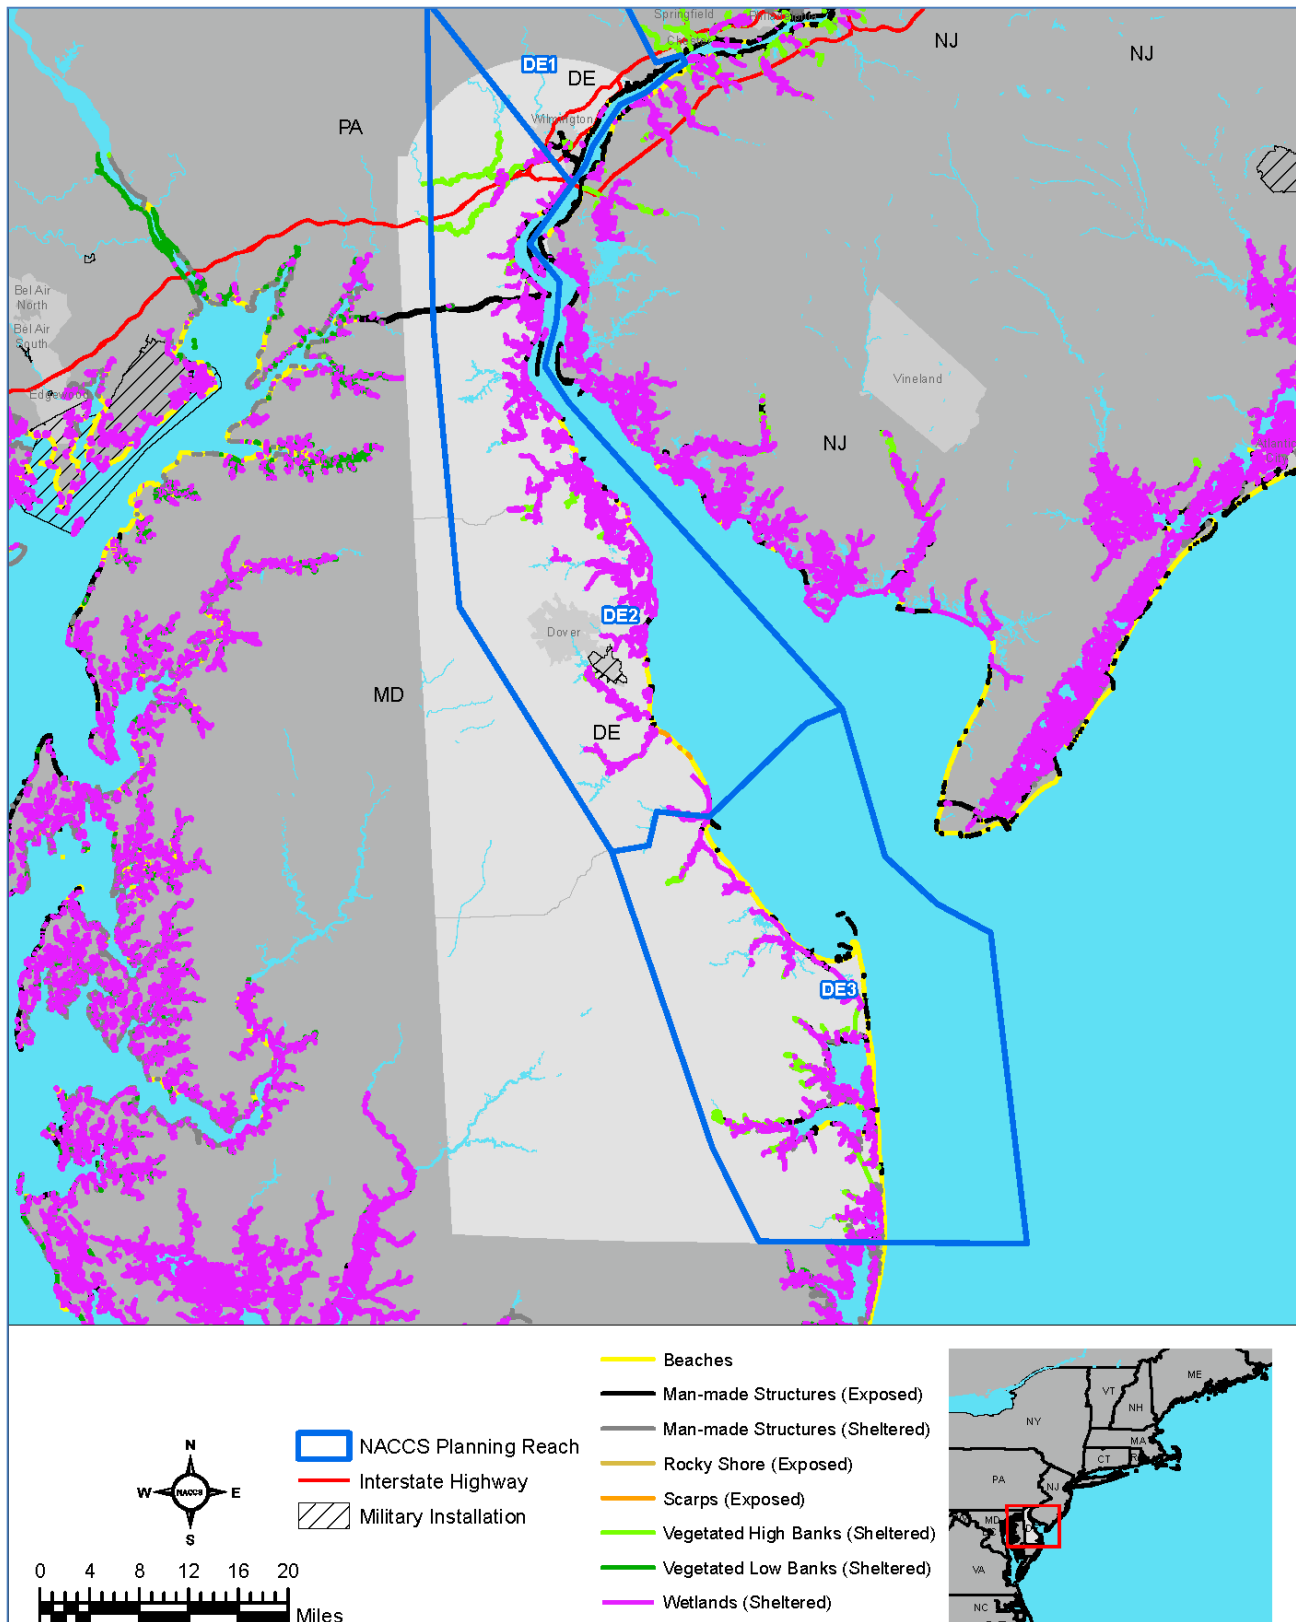 Springfield
Chester
NJ
NJ
DE1
DE
PA
Wilmington
Bel Air
North
Bel Air
South
Edgewood
Vineland
NJ
DE2
Dover
MD
DE
DE3
Beaches
Man-made Structures (Exposed)
Man-made Structures (Sheltered)
Rocky Shore (Exposed)
Scarps (Exposed)
Vegetated High Banks (Sheltered)
Vegetated Low Banks (Sheltered)
Wetlands (Sheltered)
NACCS Planning Reach
Interstate Highway
Military Installation
N
W
NACCS
E
S
0 4 8 12 16 20
Miles
ME
VT
NH
NY
MA
CT
PA
NJ
MD
VA
NC